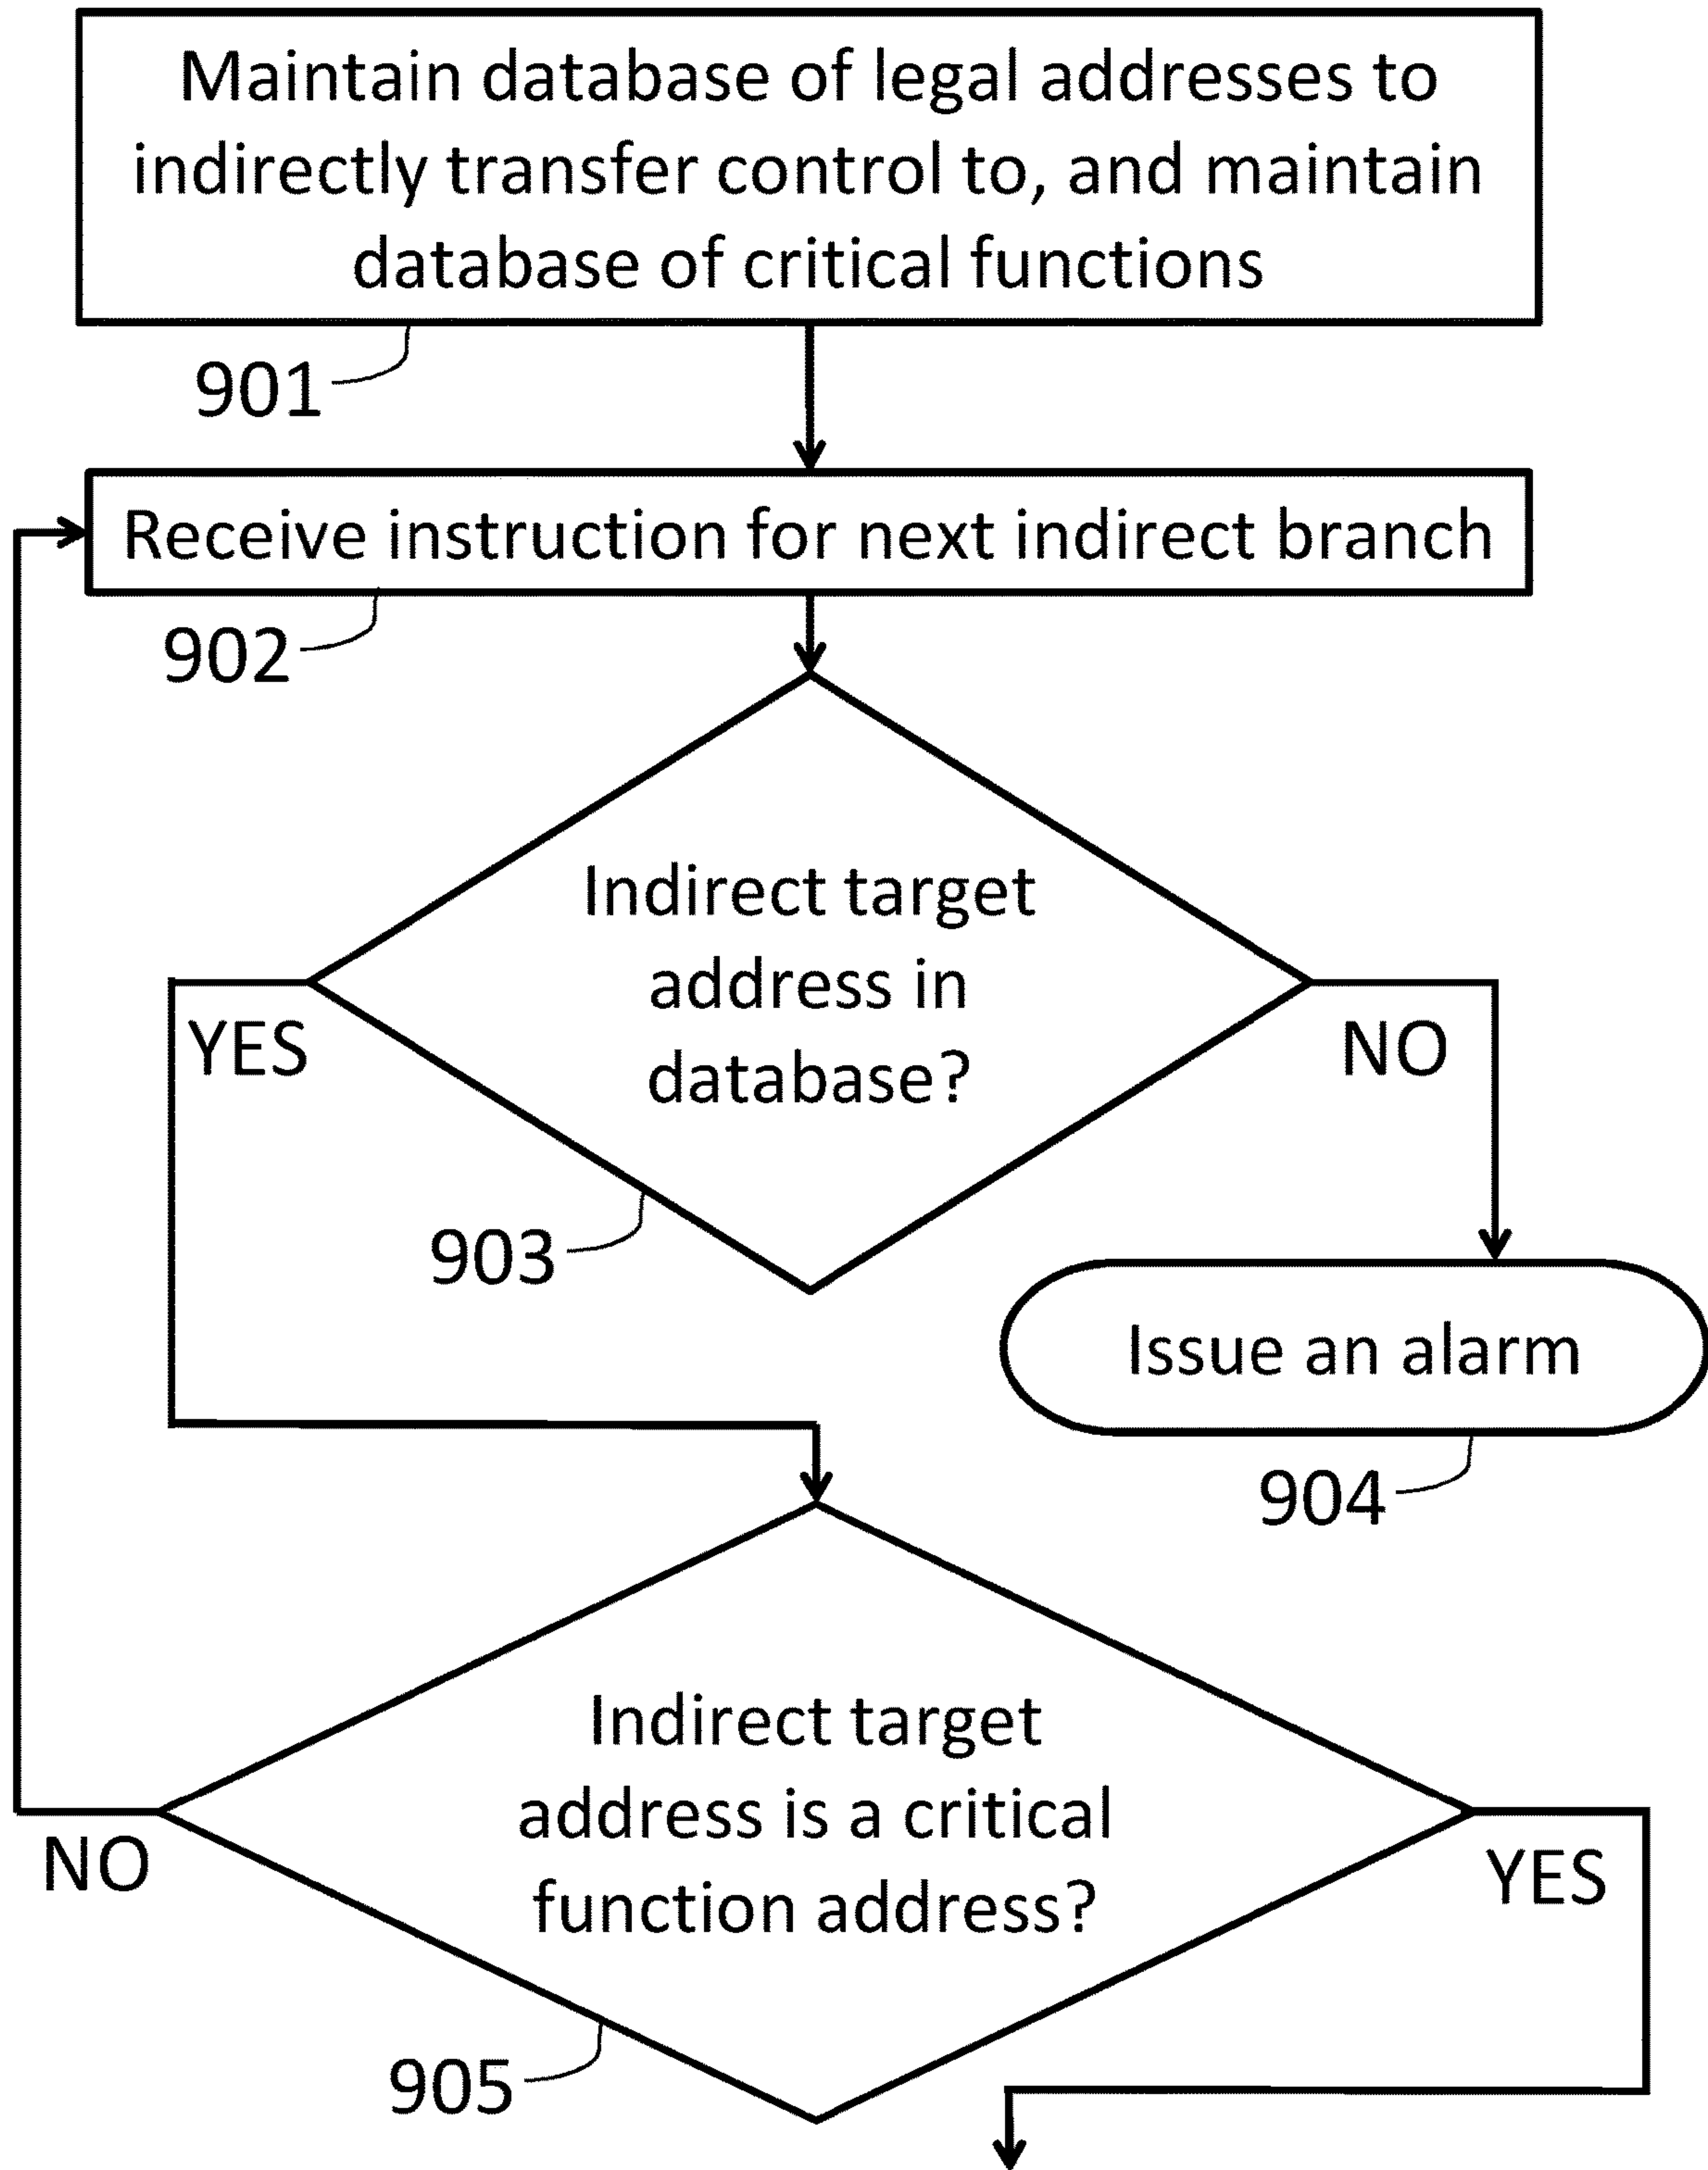 Maintain database of legal addresses to
indirectly transfer control to, and maintain
database of critical functions
901
Receive instruction for next indirect branch
902
Indirect target
address in
database?
YES
NO
903
Issue an alarm
904
Indirect target
address is a critical
function address?
NO
YES
905